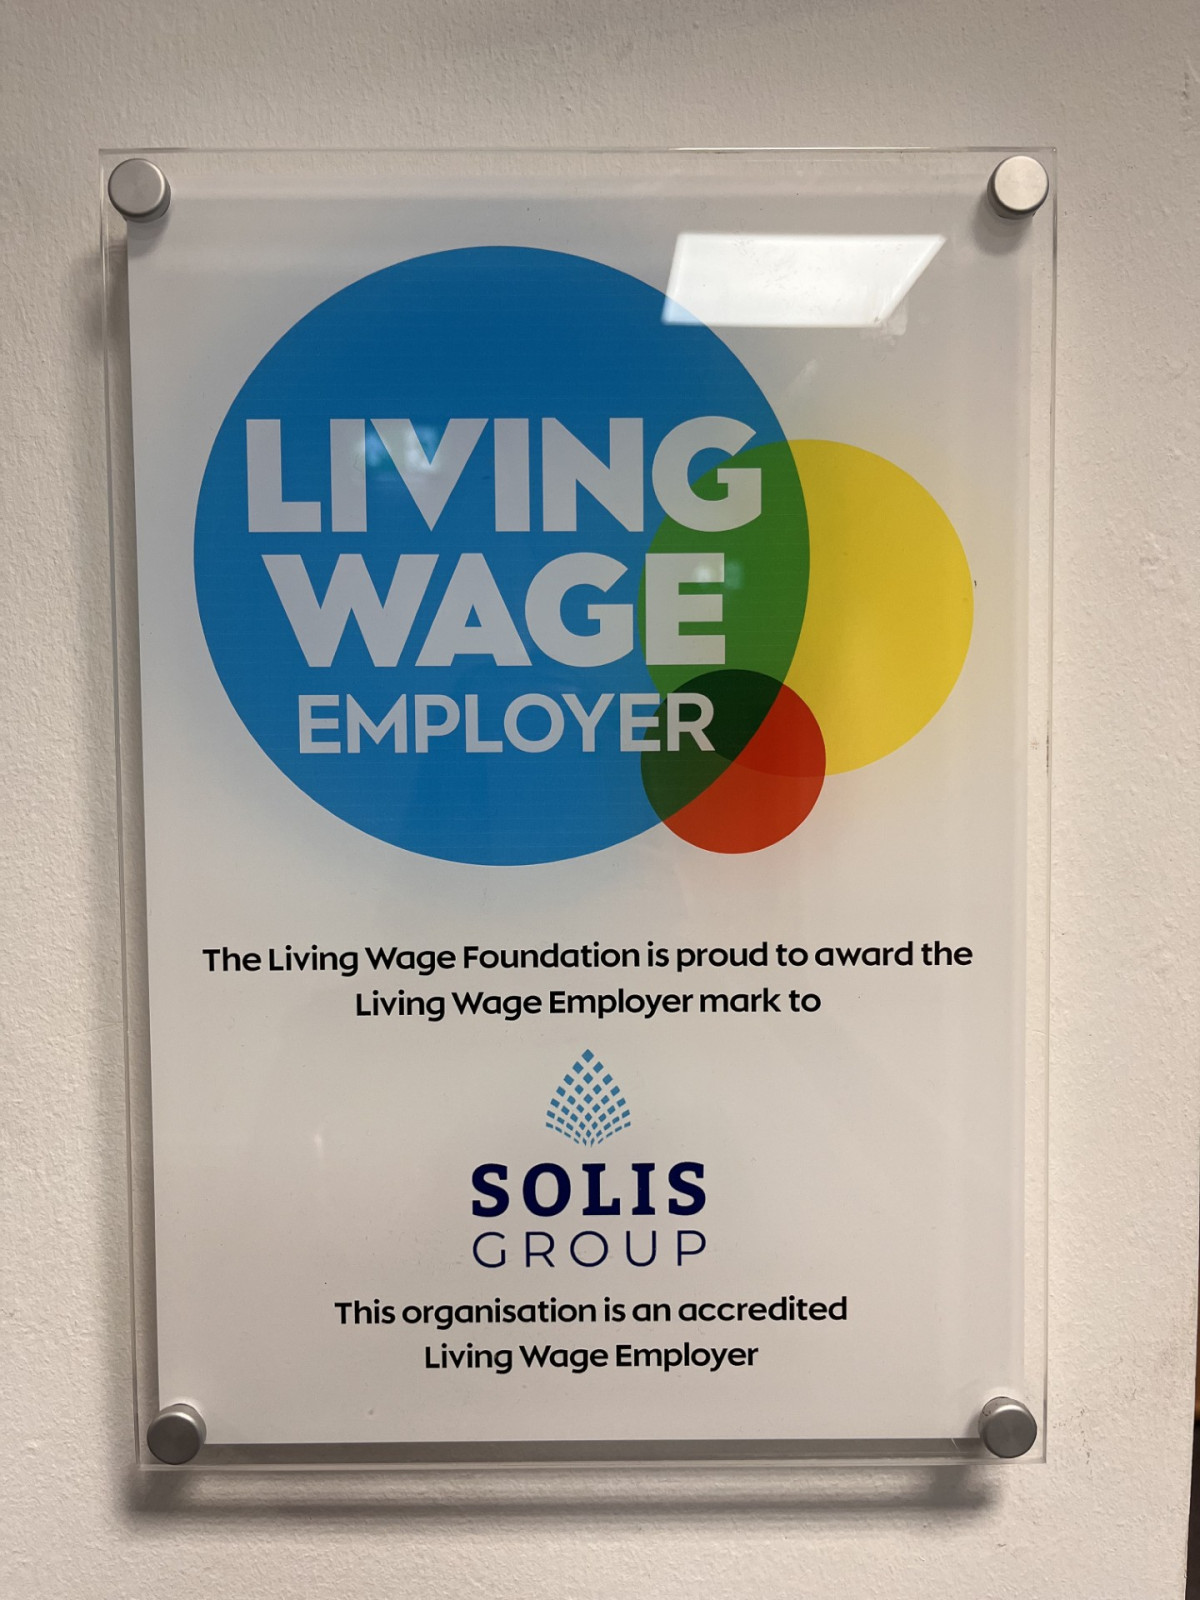 LIVING
WAGE
EMPLOYER
The Living Wage Foundation is proud to award the
Living Wage Employer mark to
SOLIS
GROUP
This organisation is an accredited
Living Wage Employer